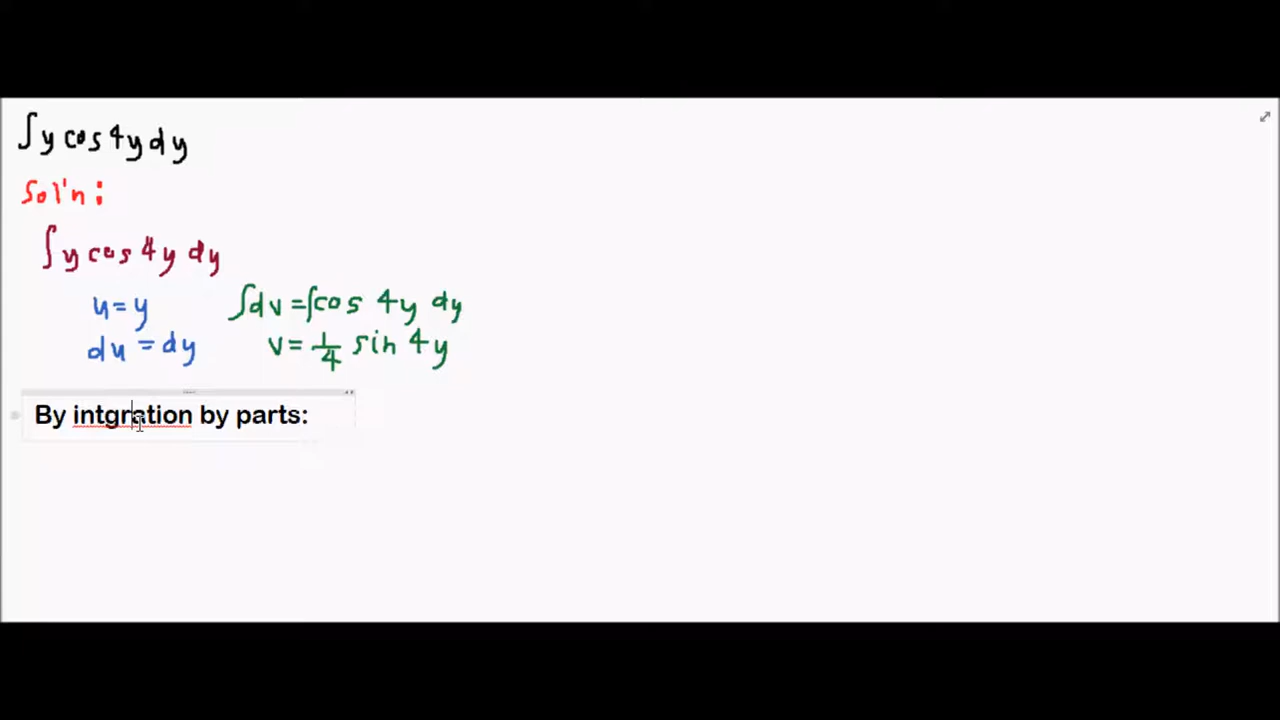 ∫y cos 4y dy
Sol'n:
∫y cos 4y dy
u = y ∫dv = ∫cos 4y dy
du = dy v = 1/4 sin 4y
By intgration by parts: